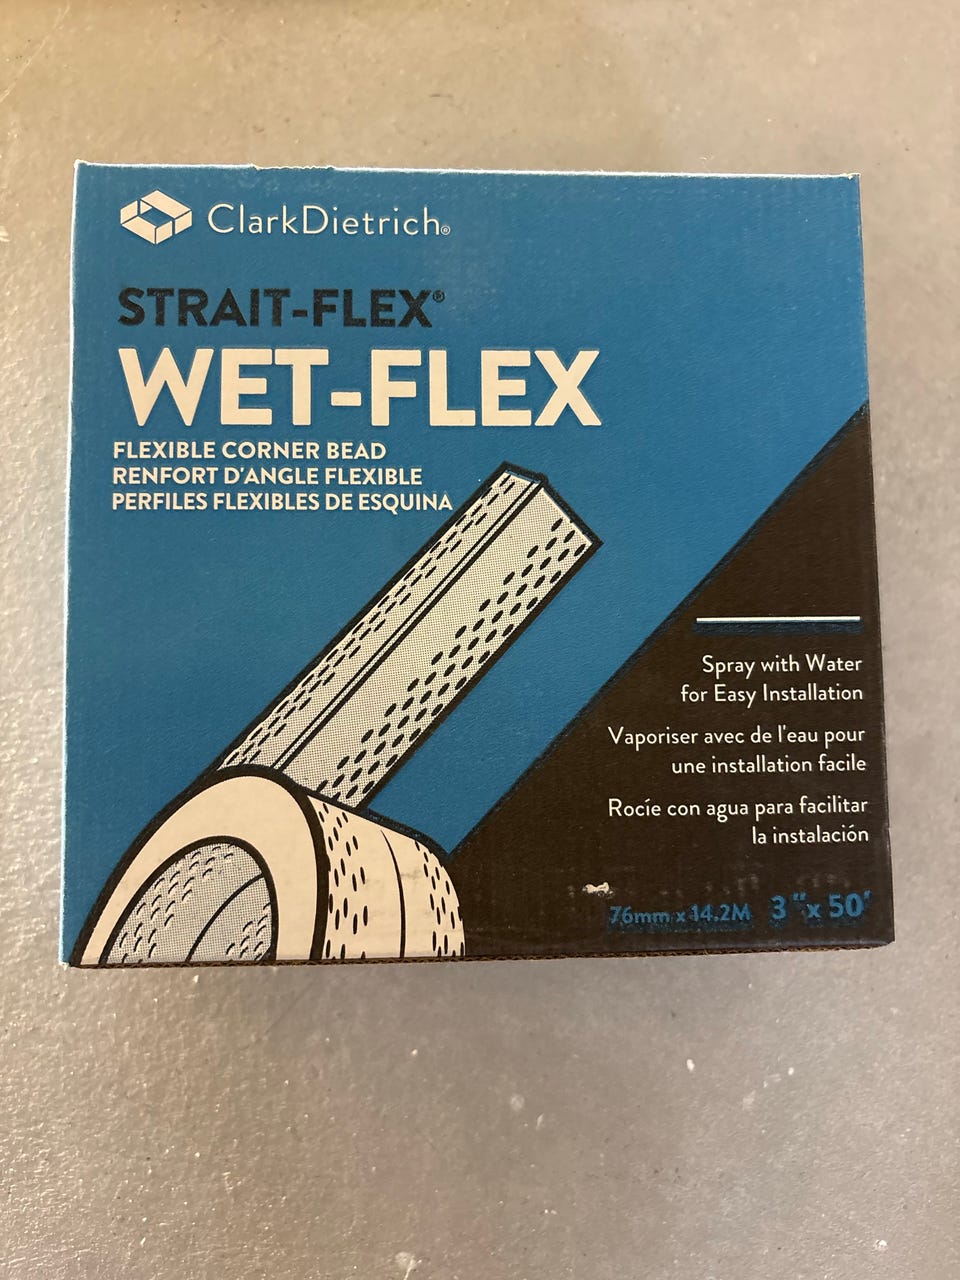 ClarkDietrich®
STRAIT-FLEX®
WET-FLEX
FLEXIBLE CORNER BEAD
RENFORT D'ANGLE FLEXIBLE
PERFILES FLEXIBLES DE ESQUINA
Spray with Water
for Easy Installation
Vaporiser avec de l'eau pour
une installation facile
Rocíe con agua para facilitar
la instalación
76mm x 14.2M 3"x 50'